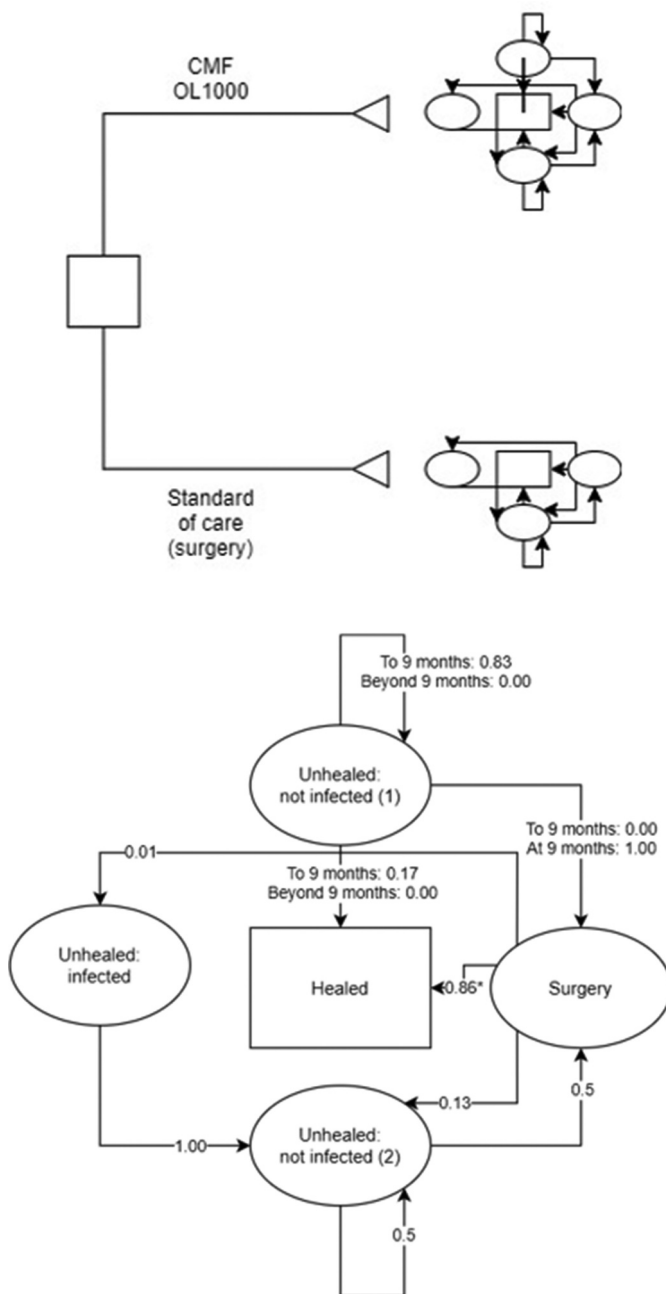 CMF
OL1000
Standard
of care
(surgery)
To 9 months: 0.83
Beyond 9 months: 0.00
Unhealed:
not infected (1)
To 9 months: 0.00
At 9 months: 1.00
0.01
To 9 months: 0.17
Beyond 9 months: 0.00
Unhealed:
infected
Healed
0.86*
Surgery
0.13
0.5
1.00
Unhealed:
not infected (2)
0.5